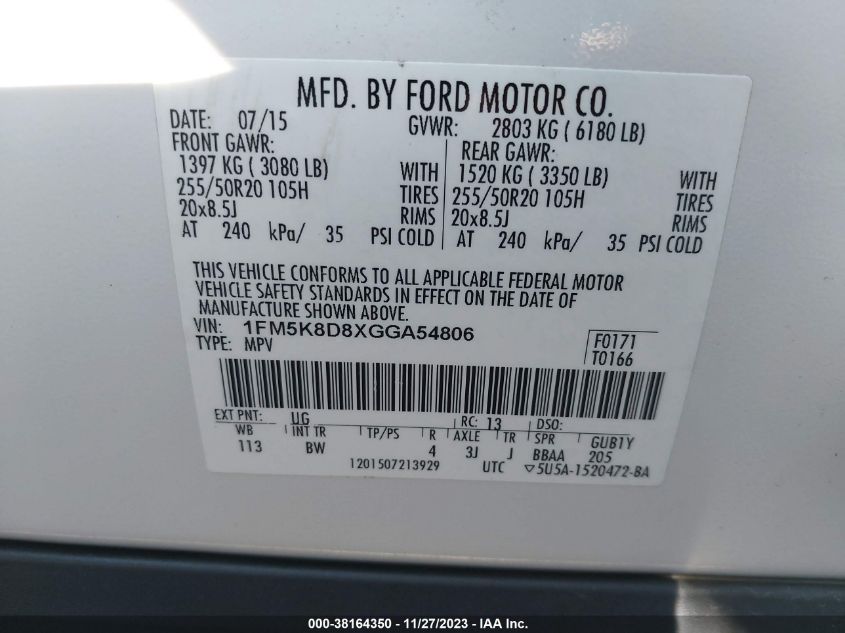 MFD. BY FORD MOTOR CO.
DATE: 07/15 GVWR: 2803 KG ( 6180 LB)
FRONT GAWR: REAR GAWR:
1397 KG ( 3080 LB) WITH 1520 KG ( 3350 LB) WITH
255/50R20 105H TIRES 255/50R20 105H TIRES
20x8.5J RIMS 20x8.5J RIMS
AT 240 kPa/ 35 PSI COLD AT 240 kPa/ 35 PSI COLD
THIS VEHICLE CONFORMS TO ALL APPLICABLE FEDERAL MOTOR
VEHICLE SAFETY STANDARDS IN EFFECT ON THE DATE OF
MANUFACTURE SHOWN ABOVE.
VIN: 1FM5K8D8XGGA54806 F0171
TYPE: MPV T0166
EXT PNT: UG RC: 13 DSO:
WB INT TR TP/PS R AXLE TR SPR GUB1Y
113 BW 4 3J J BBAA 205
1201507213929 UTC ▽5U5A-1520472-BA
000-38164350 | 11/27/2023 - IAA Inc.